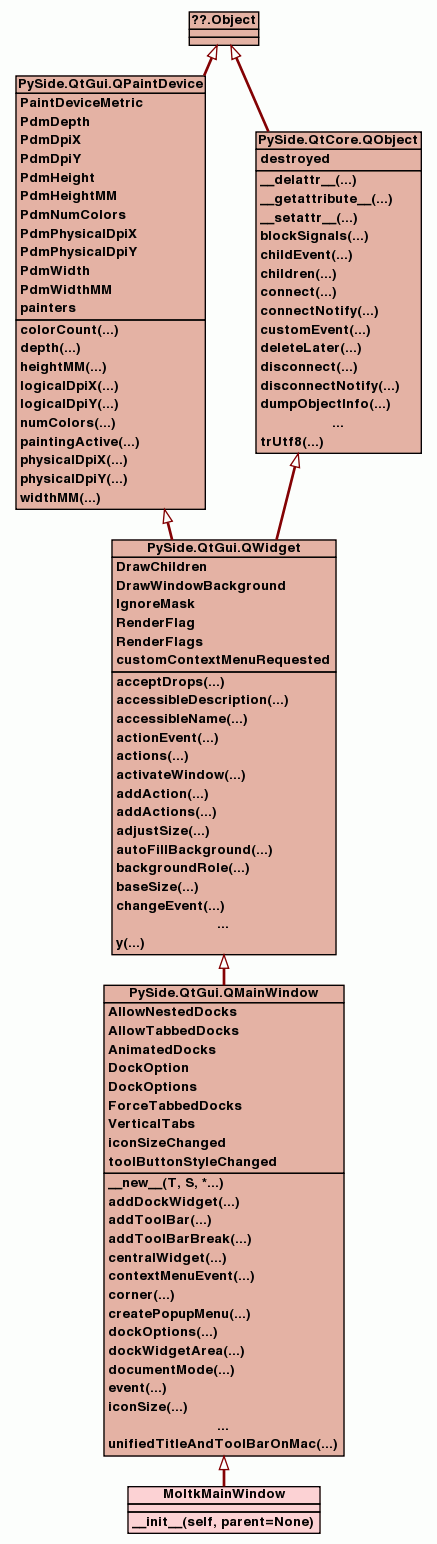 ??.Object
PySide.QtGui.QPaintDevice
PaintDeviceMetric
PdmDepth
PdmDpiX
PdmDpiY
PdmHeight
PdmHeightMM
PdmNumColors
PdmPhysicalDpiX
PdmPhysicalDpiY
PdmWidth
PdmWidthMM
painters
colorCount(...)
depth(...)
heightMM(...)
logicalDpiX(...)
logicalDpiY(...)
numColors(...)
paintingActive(...)
physicalDpiX(...)
physicalDpiY(...)
widthMM(...)
PySide.QtCore.QObject
destroyed
__delattr__(...)
__getattribute__(...)
__setattr__(...)
blockSignals(...)
childEvent(...)
children(...)
connect(...)
connectNotify(...)
customEvent(...)
deleteLater(...)
disconnect(...)
disconnectNotify(...)
dumpObjectInfo(...)
...
trUtf8(...)
PySide.QtGui.QWidget
DrawChildren
DrawWindowBackground
IgnoreMask
RenderFlag
RenderFlags
customContextMenuRequested
acceptDrops(...)
accessibleDescription(...)
accessibleName(...)
actionEvent(...)
actions(...)
activateWindow(...)
addAction(...)
addActions(...)
adjustSize(...)
autoFillBackground(...)
backgroundRole(...)
baseSize(...)
changeEvent(...)
...
y(...)
PySide.QtGui.QMainWindow
AllowNestedDocks
AllowTabbedDocks
AnimatedDocks
DockOption
DockOptions
ForceTabbedDocks
VerticalTabs
iconSizeChanged
toolButtonStyleChanged
__new__(T, S, *...)
addDockWidget(...)
addToolBar(...)
addToolBarBreak(...)
centralWidget(...)
contextMenuEvent(...)
corner(...)
createPopupMenu(...)
dockOptions(...)
dockWidgetArea(...)
documentMode(...)
event(...)
iconSize(...)
...
unifiedTitleAndToolBarOnMac(...)
MoltkMainWindow
__init__(self, parent=None)